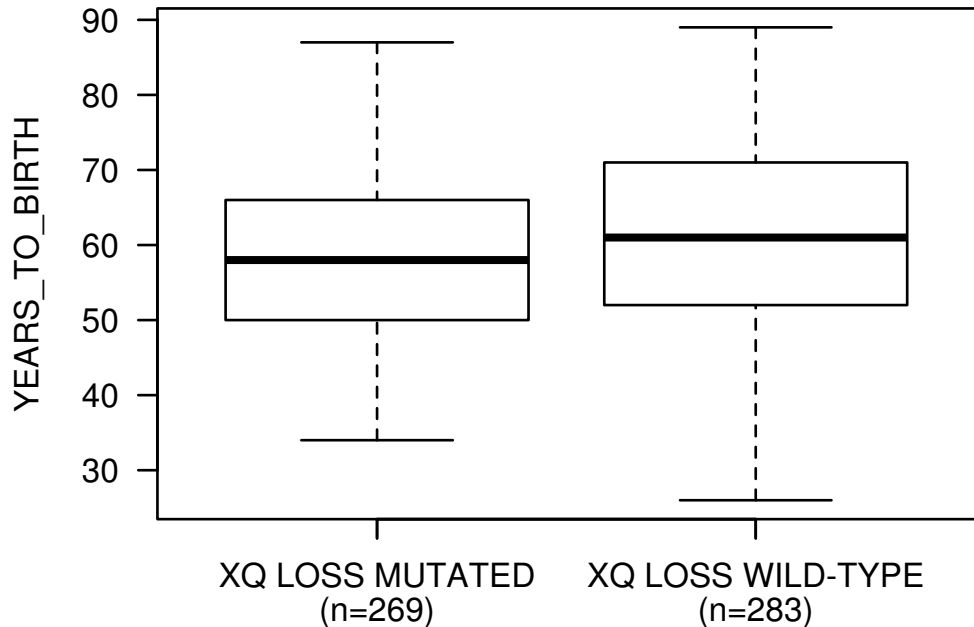 YEARS_TO_BIRTH
90
80
70
60
50
40
30
XQ LOSS MUTATED
(n=269)
XQ LOSS WILD-TYPE
(n=283)